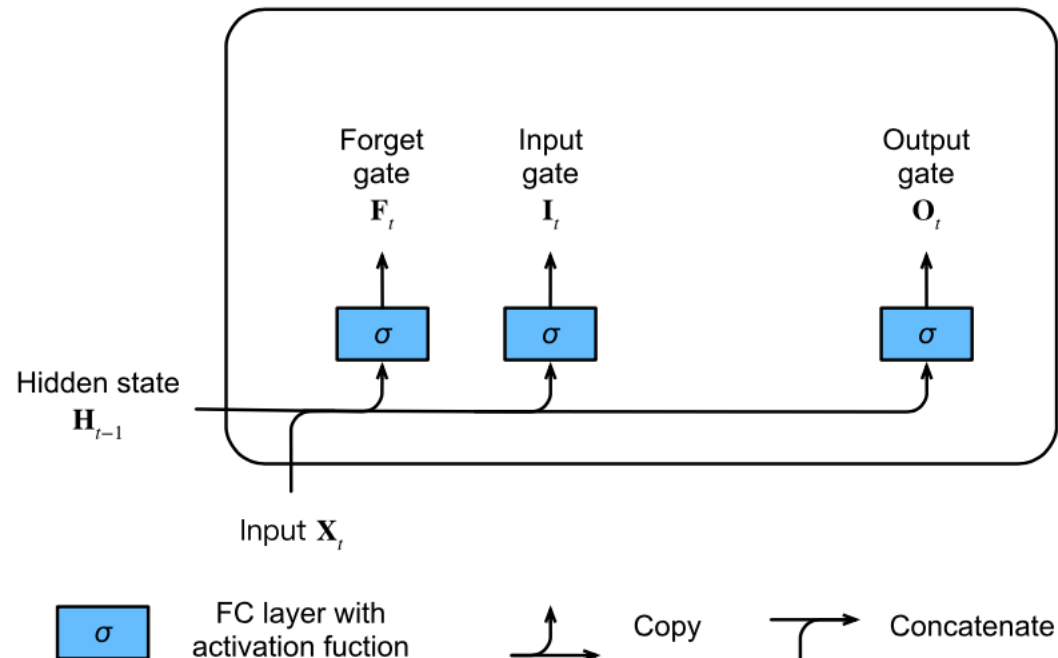 Forget Input Output
gate gate gate
F_t I_t O_t
σ σ σ
Hidden state
H_{t−1}
Input X_t
σ FC layer with activation fuction Copy Concatenate